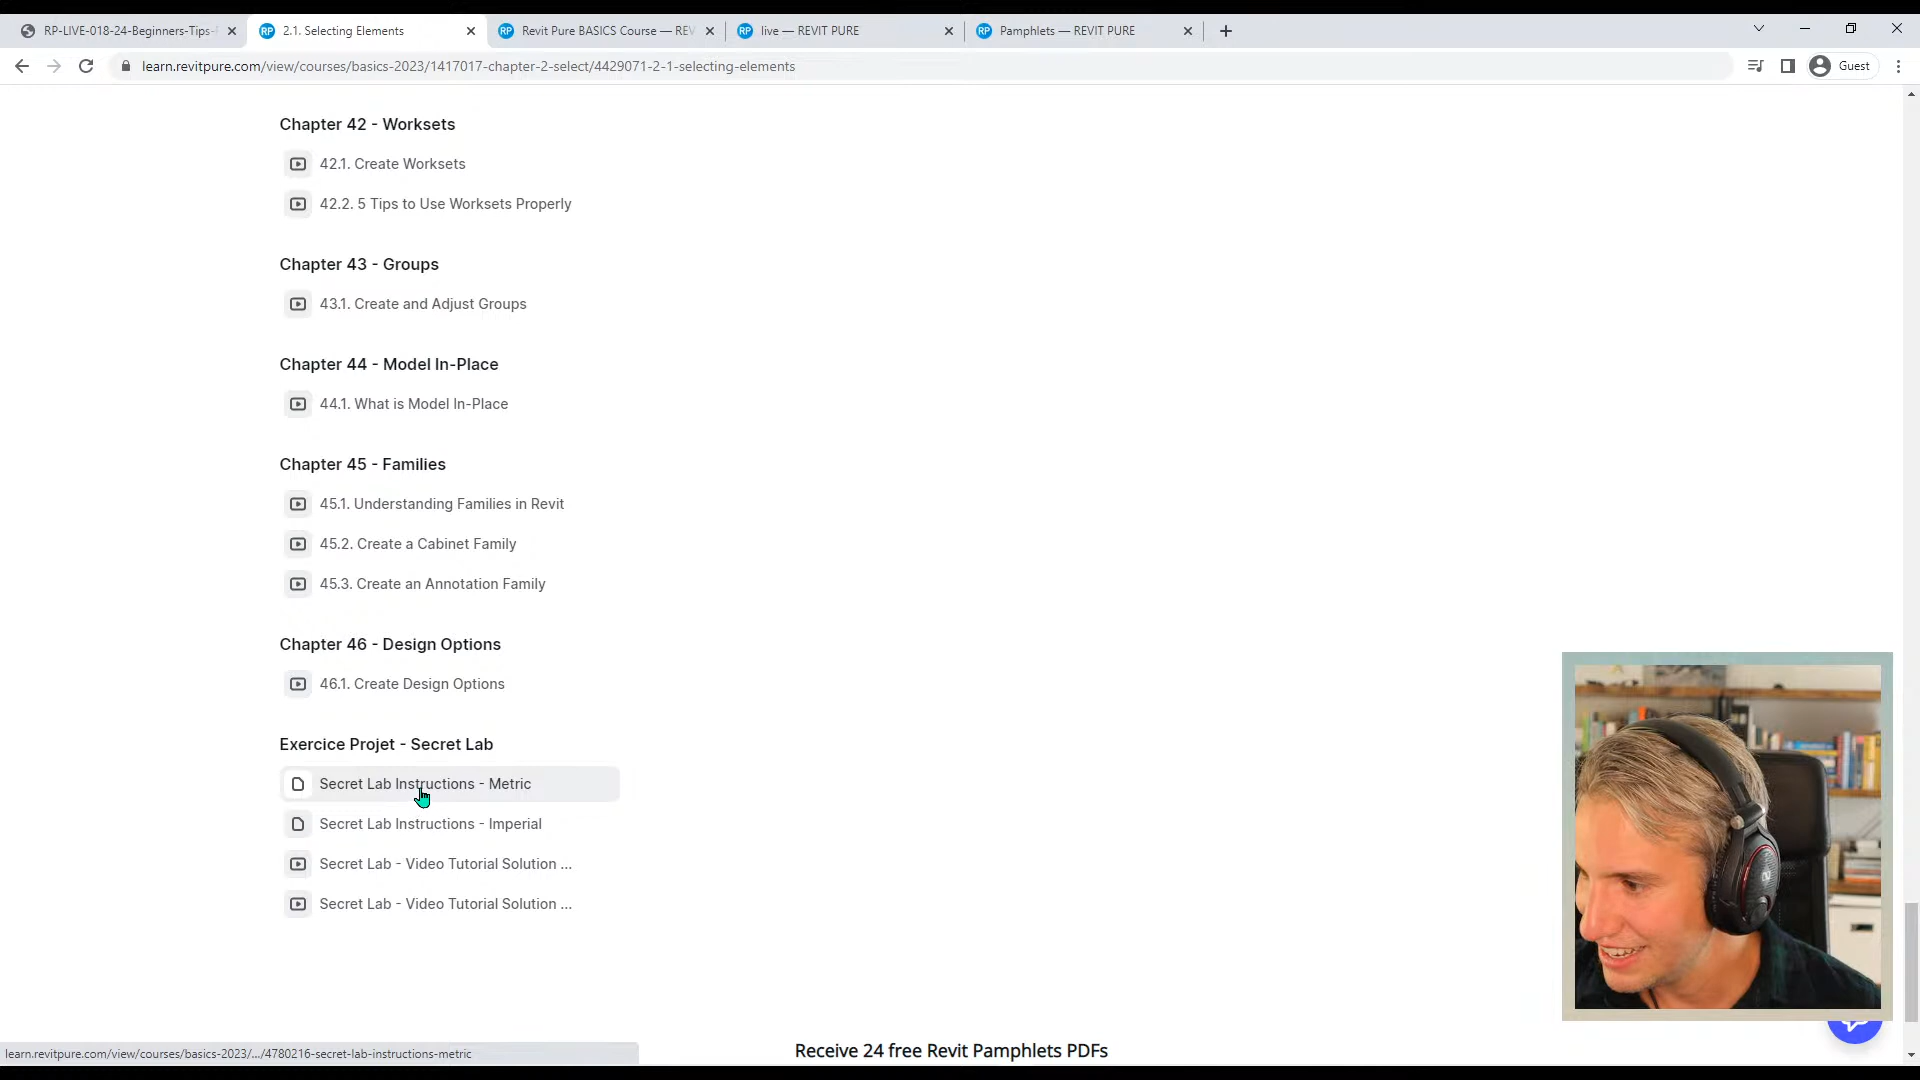 RP-LIVE-018-24-Beginners-Tips-
2.1. Selecting Elements
Revit Pure BASICS Course — REV
live — REVIT PURE
Pamphlets — REVIT PURE
learn.revitpure.com/view/courses/basics-2023/1417017-chapter-2-select/4429071-2-1-selecting-elements
Guest
Chapter 42 - Worksets
42.1. Create Worksets
42.2. 5 Tips to Use Worksets Properly
Chapter 43 - Groups
43.1. Create and Adjust Groups
Chapter 44 - Model In-Place
44.1. What is Model In-Place
Chapter 45 - Families
45.1. Understanding Families in Revit
45.2. Create a Cabinet Family
45.3. Create an Annotation Family
Chapter 46 - Design Options
46.1. Create Design Options
Exercice Projet - Secret Lab
Secret Lab Instructions - Metric
Secret Lab Instructions - Imperial
Secret Lab - Video Tutorial Solution ...
Secret Lab - Video Tutorial Solution ...
learn.revitpure.com/view/courses/basics-2023/.../4780216-secret-lab-instructions-metric
Receive 24 free Revit Pamphlets PDFs